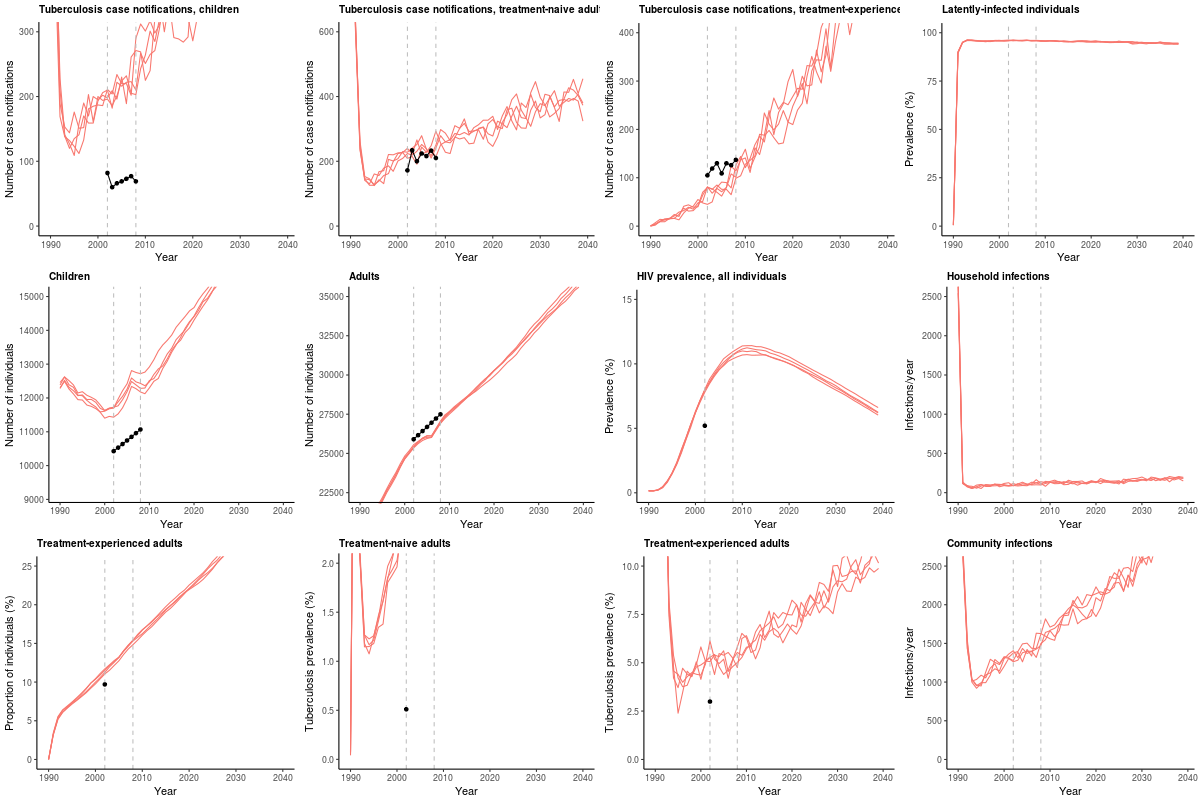 Tuberculosis case notifications, children
Number of case notifications
300
200
100
0
1990 2000 2010 2020 2030 2040
Year
Tuberculosis case notifications, treatment-naive adul
Number of case notifications
600
400
200
0
1990 2000 2010 2020 2030 2040
Year
Tuberculosis case notifications, treatment-experience
Number of case notifications
400
300
200
100
0
1990 2000 2010 2020 2030 2040
Year
Latently-infected individuals
Prevalence (%)
100
75
50
25
0
1990 2000 2010 2020 2030 2040
Year
Children
Number of individuals
15000
14000
13000
12000
11000
10000
9000
1990 2000 2010 2020 2030 2040
Year
Adults
Number of individuals
35000
32500
30000
27500
25000
22500
1990 2000 2010 2020 2030 2040
Year
HIV prevalence, all individuals
Prevalence (%)
15
10
5
0
1990 2000 2010 2020 2030 2040
Year
Household infections
Infections/year
2500
2000
1500
1000
500
0
1990 2000 2010 2020 2030 2040
Year
Treatment-experienced adults
Proportion of individuals (%)
25
20
15
10
5
0
1990 2000 2010 2020 2030 2040
Year
Treatment-naive adults
Tuberculosis prevalence (%)
2.0
1.5
1.0
0.5
0.0
1990 2000 2010 2020 2030 2040
Year
Treatment-experienced adults
Tuberculosis prevalence (%)
10.0
7.5
5.0
2.5
0.0
1990 2000 2010 2020 2030 2040
Year
Community infections
Infections/year
2500
2000
1500
1000
500
0
1990 2000 2010 2020 2030 2040
Year